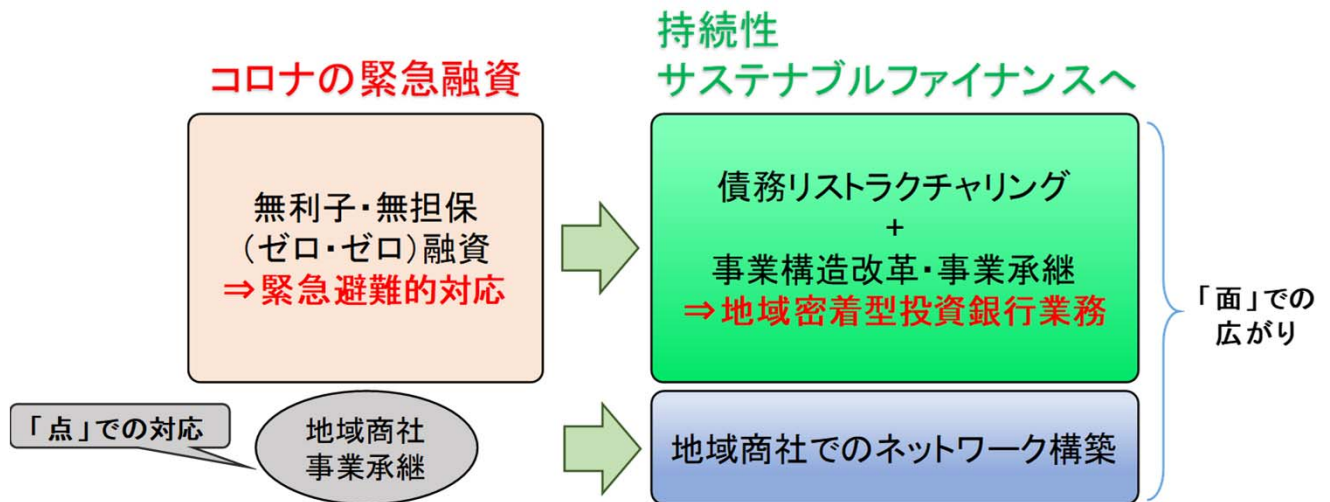 コロナの緊急融資
持続性
サステナブルファイナンスへ
無利子・無担保
(ゼロ・ゼロ)融資
⇒緊急避難的対応
債務リストラクチャリング
+
事業構造改革・事業承継
⇒地域密着型投資銀行業務
「面」での
広がり
「点」での対応
地域商社
事業承継
地域商社でのネットワーク構築